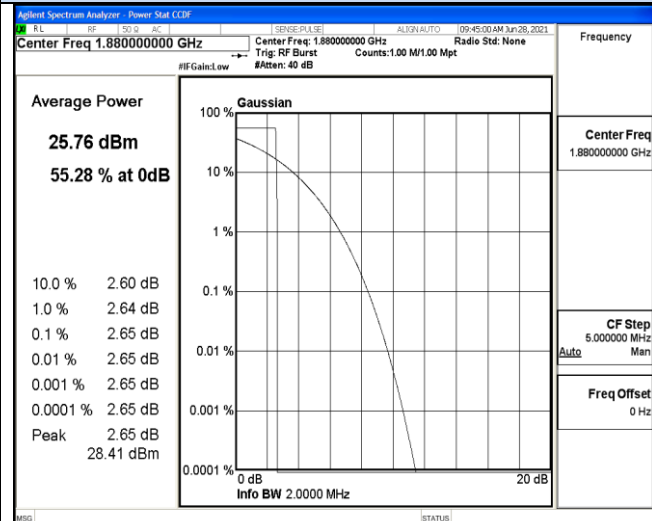 Agilent Spectrum Analyzer - Power Stat CCDF
RL RF 50 Ω AC SENSE:PULSE ALIGN AUTO 09:45:00 AM Jun 28, 2021
Center Freq 1.880000000 GHz
Center Freq: 1.880000000 GHz Radio Std: None
Trig: RF Burst Counts:1.00 M/1.00 Mpt
#IFGain:Low #Atten: 40 dB
Frequency
Average Power
25.76 dBm
55.28 % at 0dB
10.0 % 2.60 dB
1.0 % 2.64 dB
0.1 % 2.65 dB
0.01 % 2.65 dB
0.001 % 2.65 dB
0.0001 % 2.65 dB
Peak 2.65 dB
28.41 dBm
Gaussian
100 %
10 %
1 %
0.1 %
0.01 %
0.001 %
0.0001 %
0 dB 20 dB
Info BW 2.0000 MHz
Center Freq
1.880000000 GHz
CF Step
5.000000 MHz
Auto Man
Freq Offset
0 Hz
MSG STATUS